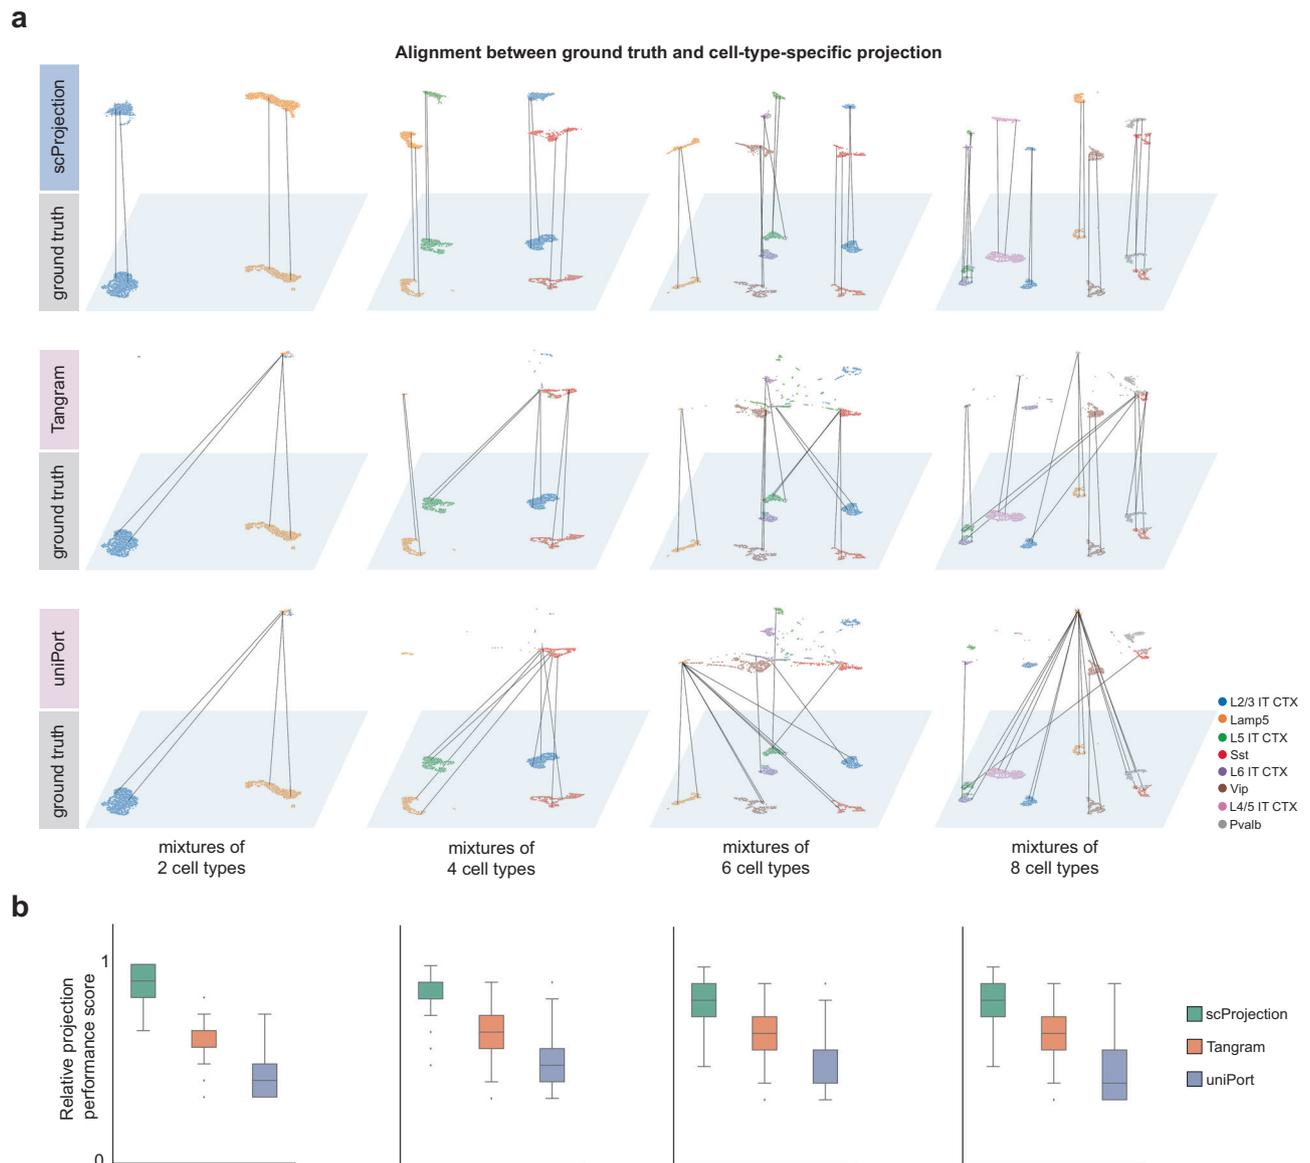 a
Alignment between ground truth and cell-type-specific projection
scProjection
ground truth
Tangram
ground truth
uniPort
ground truth
L2/3 IT CTX
Lamp5
L5 IT CTX
Sst
L6 IT CTX
Vip
L4/5 IT CTX
Pvalb
mixtures of
2 cell types
mixtures of
4 cell types
mixtures of
6 cell types
mixtures of
8 cell types
b
Relative projection
performance score
1
0
scProjection
Tangram
uniPort